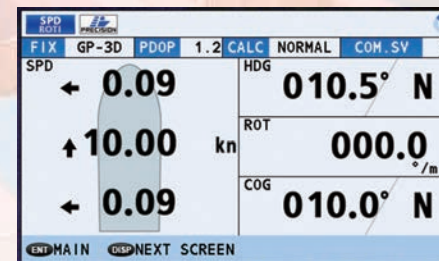 SPD
ROTI
PRECISION
FIX GP-3D PDOP 1.2 CALC NORMAL COM.SV
SPD
← 0.09
↑ 10.00 kn
← 0.09
HDG
010.5° N
ROT
000.0 °/m
COG
010.0° N
ENT MAIN DISP NEXT SCREEN